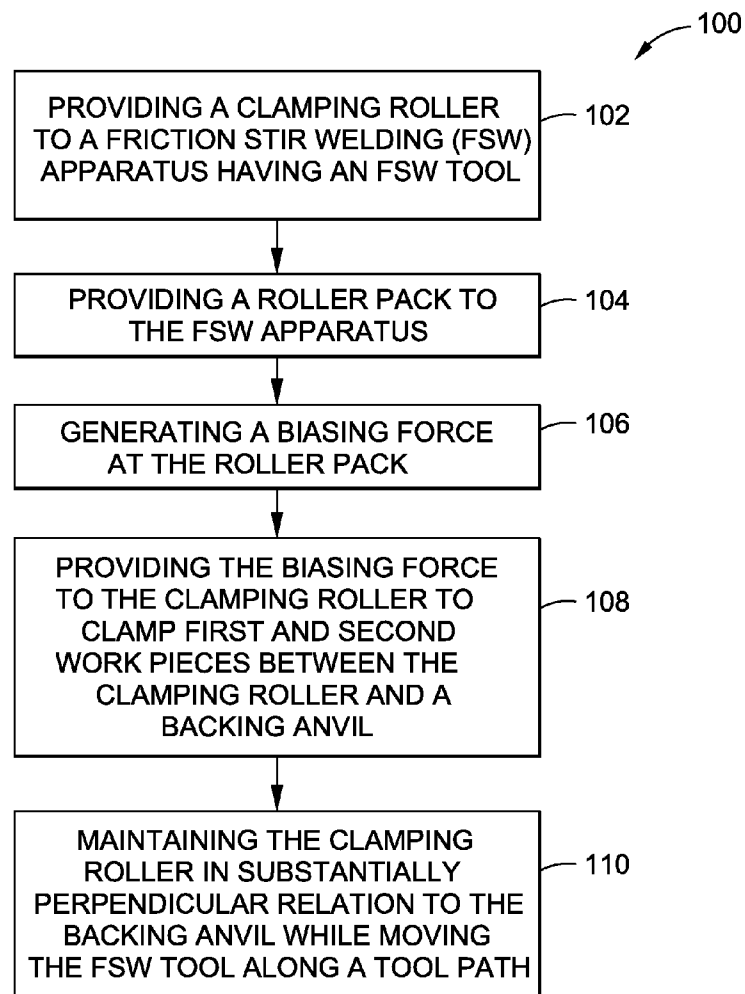 100
PROVIDING A CLAMPING ROLLER
TO A FRICTION STIR WELDING (FSW)
APPARATUS HAVING AN FSW TOOL
102
PROVIDING A ROLLER PACK TO
THE FSW APPARATUS
104
GENERATING A BIASING FORCE
AT THE ROLLER PACK
106
PROVIDING THE BIASING FORCE
TO THE CLAMPING ROLLER TO
CLAMP FIRST AND SECOND
WORK PIECES BETWEEN THE
CLAMPING ROLLER AND A
BACKING ANVIL
108
MAINTAINING THE CLAMPING
ROLLER IN SUBSTANTIALLY
PERPENDICULAR RELATION TO THE
BACKING ANVIL WHILE MOVING
THE FSW TOOL ALONG A TOOL PATH
110